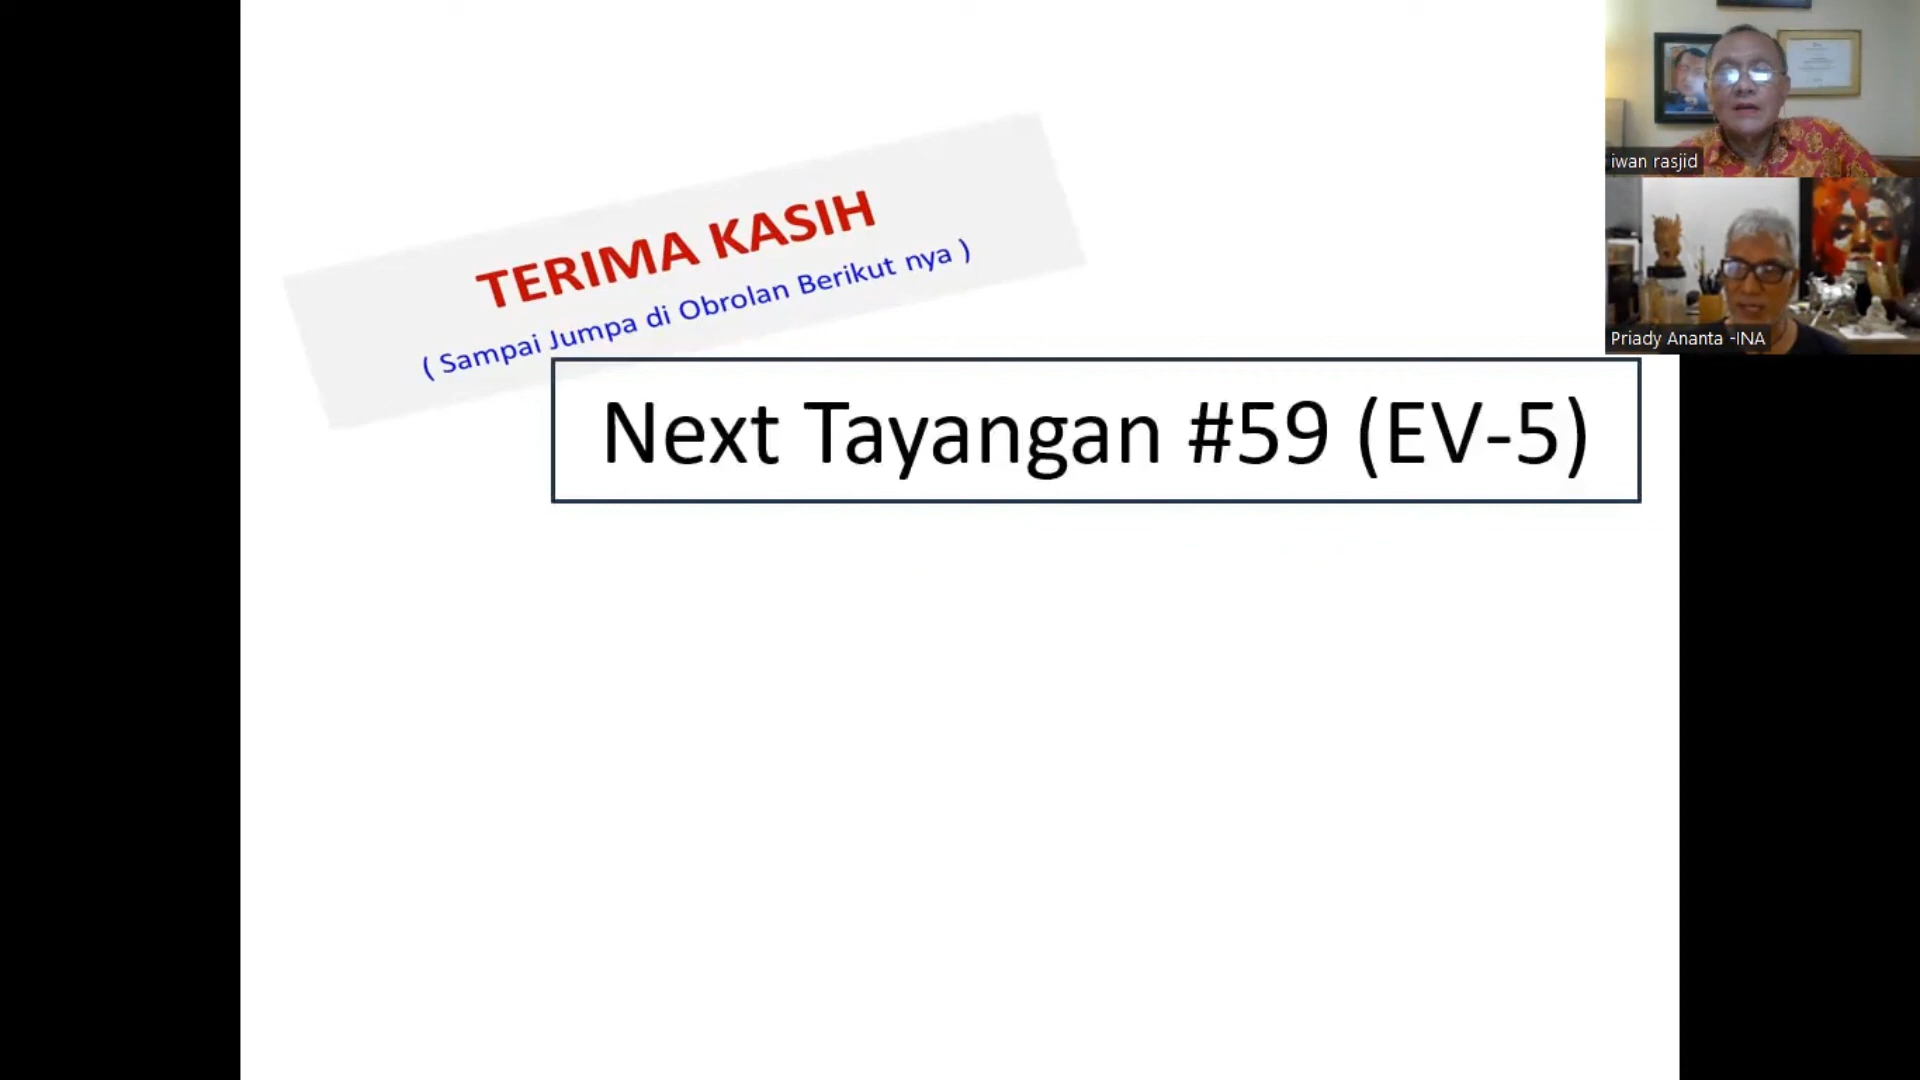 TERIMA KASIH
( Sampai Jumpa di Obrolan Berikut nya )
Next Tayangan #59 (EV-5)
iwan rasjid
Priady Ananta -INA